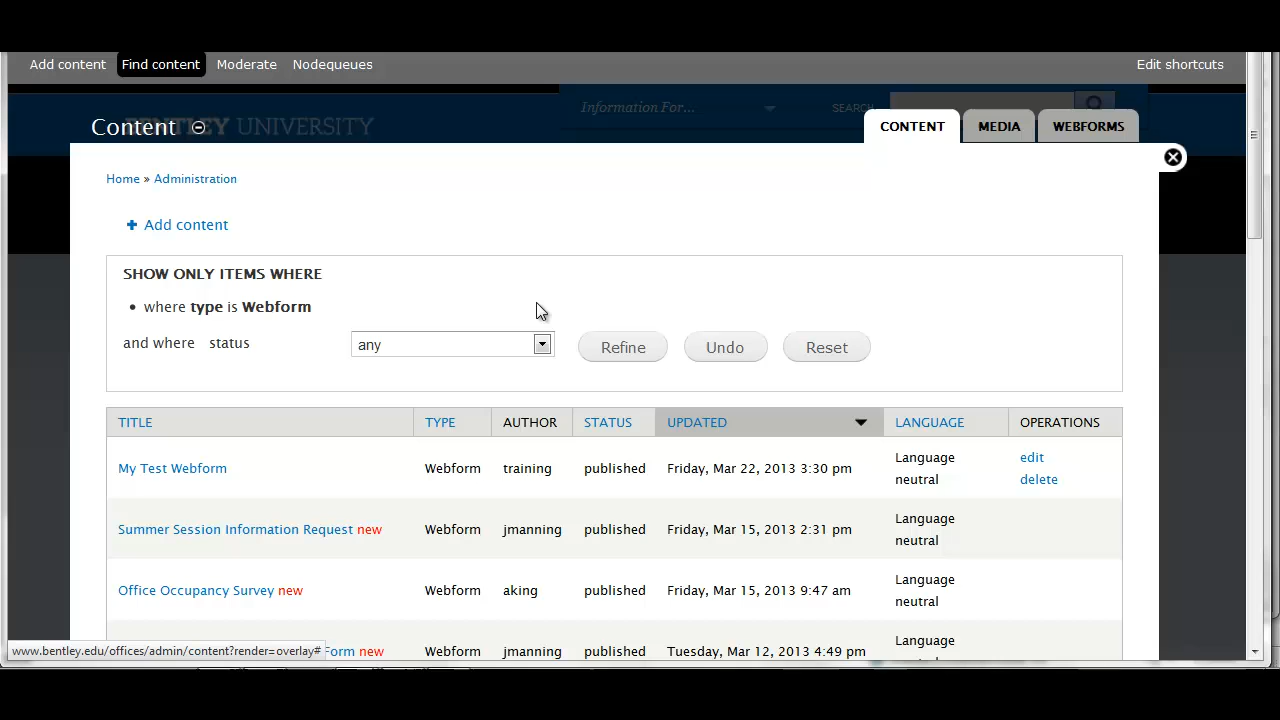 Add content Find content Moderate Nodequeues Edit shortcuts
Information For... SEARCH
Content BENTLEY UNIVERSITY CONTENT MEDIA WEBFORMS
Home » Administration
Add content
SHOW ONLY ITEMS WHERE
• where type is Webform
and where status any Refine Undo Reset
TITLE TYPE AUTHOR STATUS UPDATED LANGUAGE OPERATIONS
My Test Webform Webform training published Friday, Mar 22, 2013 3:30 pm Language neutral edit delete
Summer Session Information Request new Webform jmanning published Friday, Mar 15, 2013 2:31 pm Language neutral
Office Occupancy Survey new Webform aking published Friday, Mar 15, 2013 9:47 am Language neutral
Form new Webform jmanning published Tuesday, Mar 12, 2013 4:49 pm Language
www.bentley.edu/offices/admin/content?render=overlay#